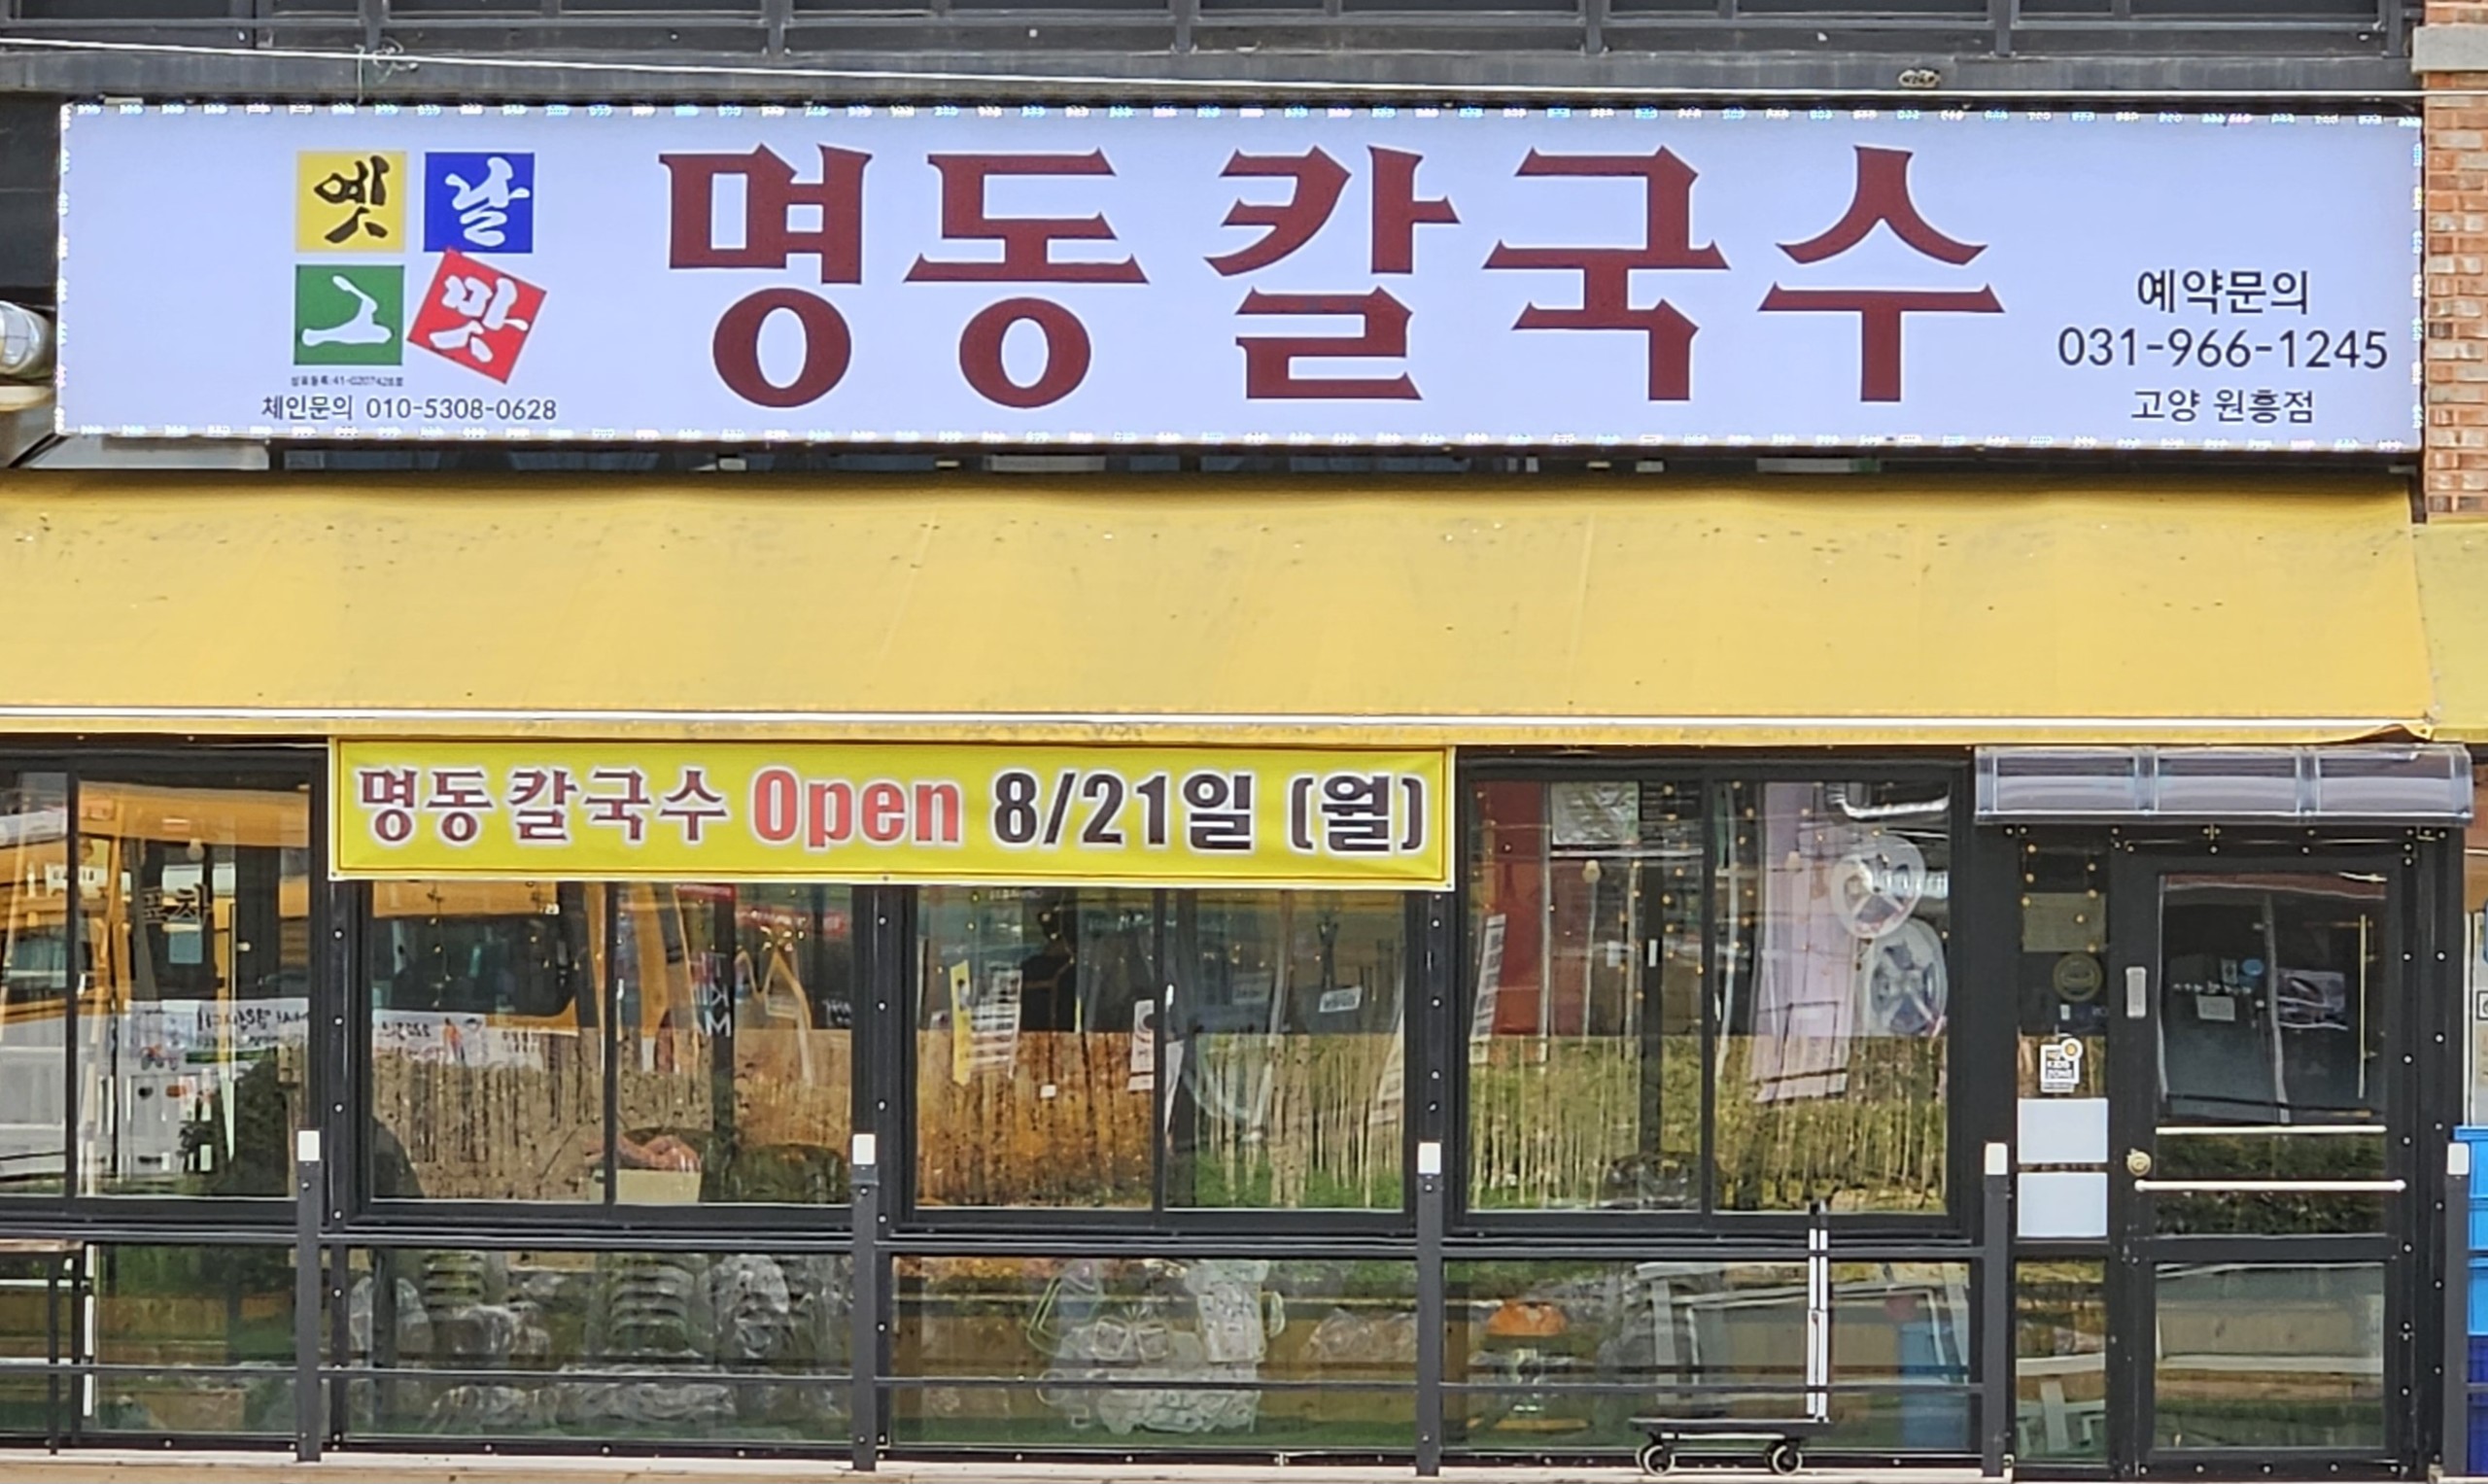 옛날
그맛
체인문의 010-5308-0628
명동칼국수
예약문의
031-966-1245
고양 원흥점
명동칼국수 Open 8/21일 (월)